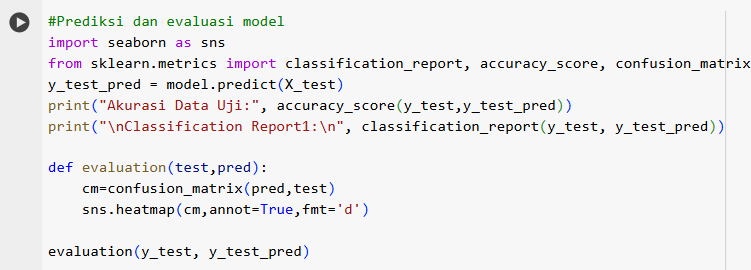 #Prediksi dan evaluasi model
import seaborn as sns
from sklearn.metrics import classification_report, accuracy_score, confusion_matrix
y_test_pred = model.predict(X_test)
print("Akurasi Data Uji:", accuracy_score(y_test,y_test_pred))
print("\nClassification Report1:\n", classification_report(y_test, y_test_pred))
def evaluation(test,pred):
    cm=confusion_matrix(pred,test)
    sns.heatmap(cm,annot=True,fmt='d')
evaluation(y_test, y_test_pred)